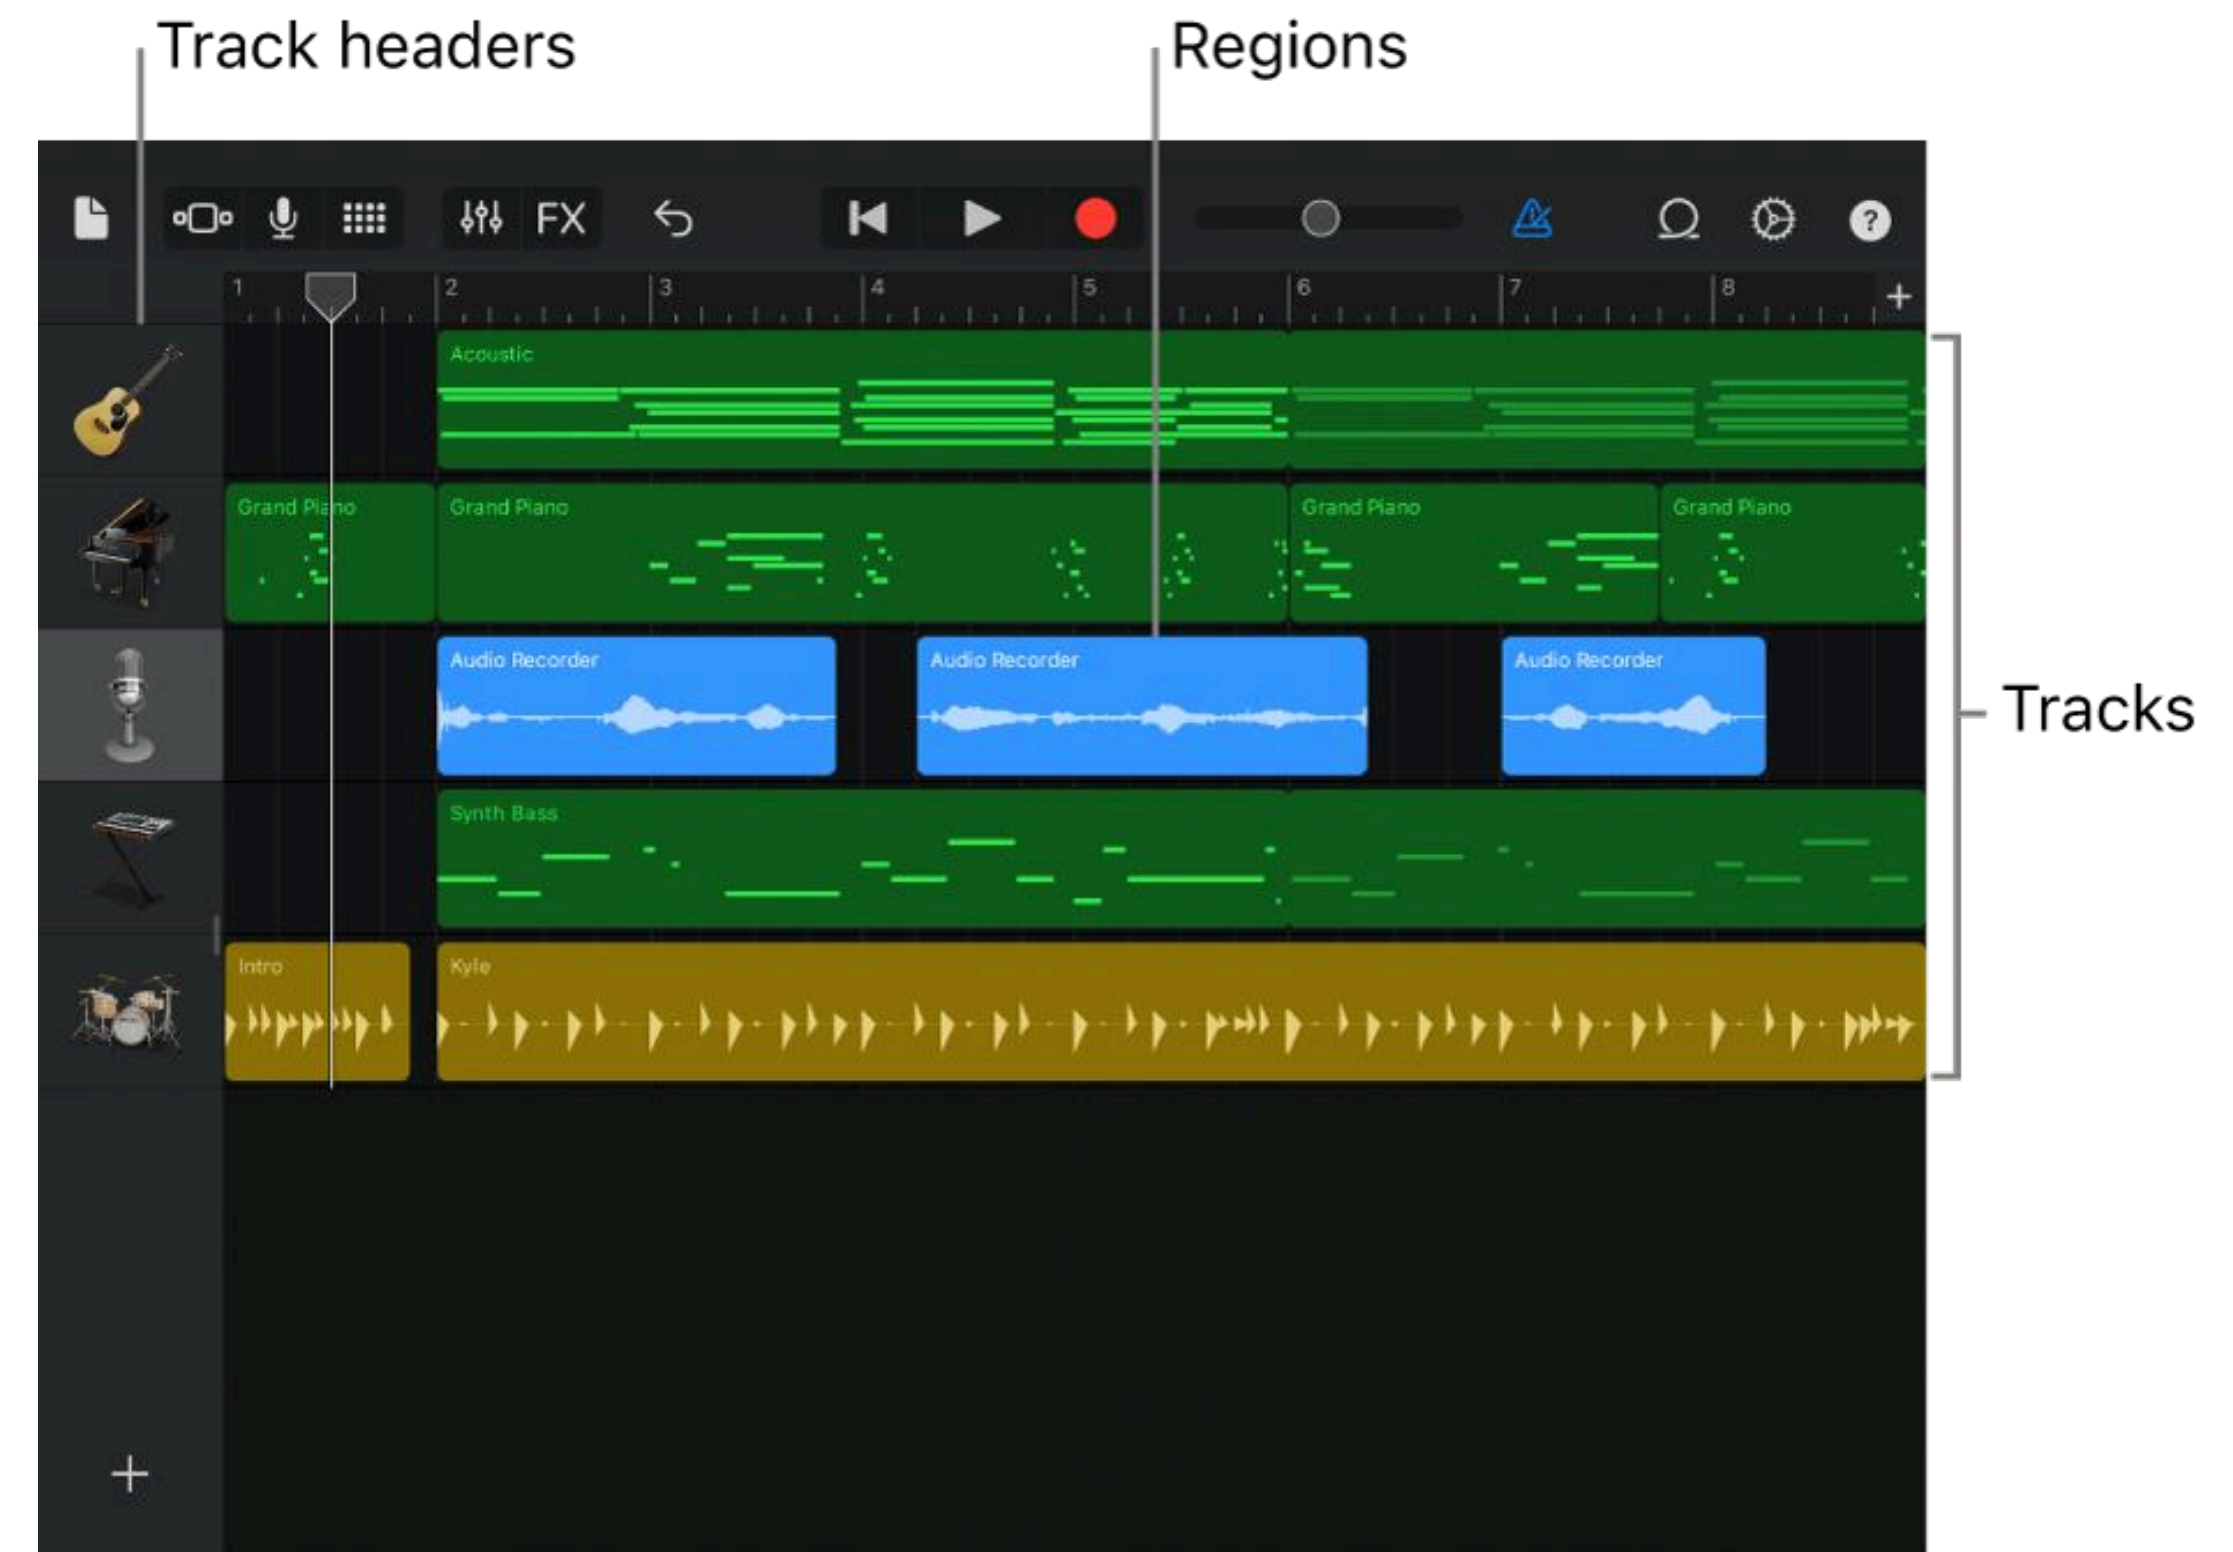 Track headers
Regions
FX
?
1 2 3 4 5 6 7 8 +
Acoustic
Grand Piano Grand Piano Grand Piano Grand Piano
Audio Recorder Audio Recorder Audio Recorder
Tracks
Synth Bass
Intro Kyle
+